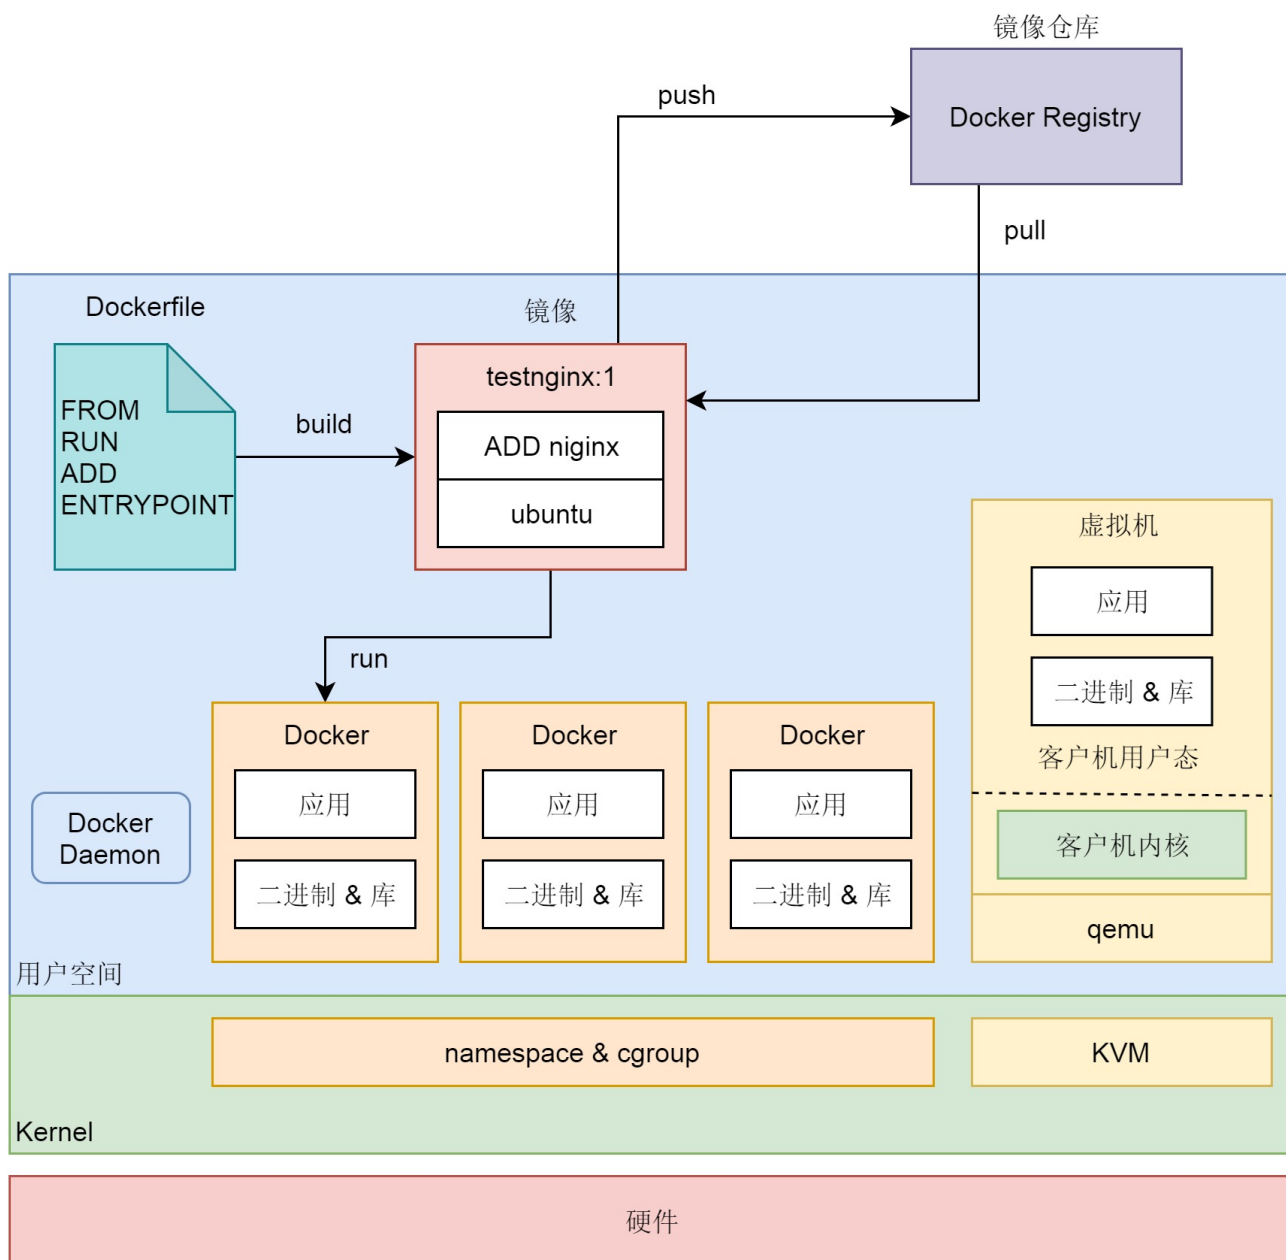 镜像仓库
Docker Registry
push
pull
Dockerfile
FROM
RUN
ADD
ENTRYPOINT
build
镜像
testnginx:1
ADD niginx
ubuntu
run
虚拟机
应用
二进制 & 库
客户机用户态
客户机内核
qemu
Docker
应用
二进制 & 库
Docker
应用
二进制 & 库
Docker
应用
二进制 & 库
Docker
Daemon
用户空间
namespace & cgroup
KVM
Kernel
硬件